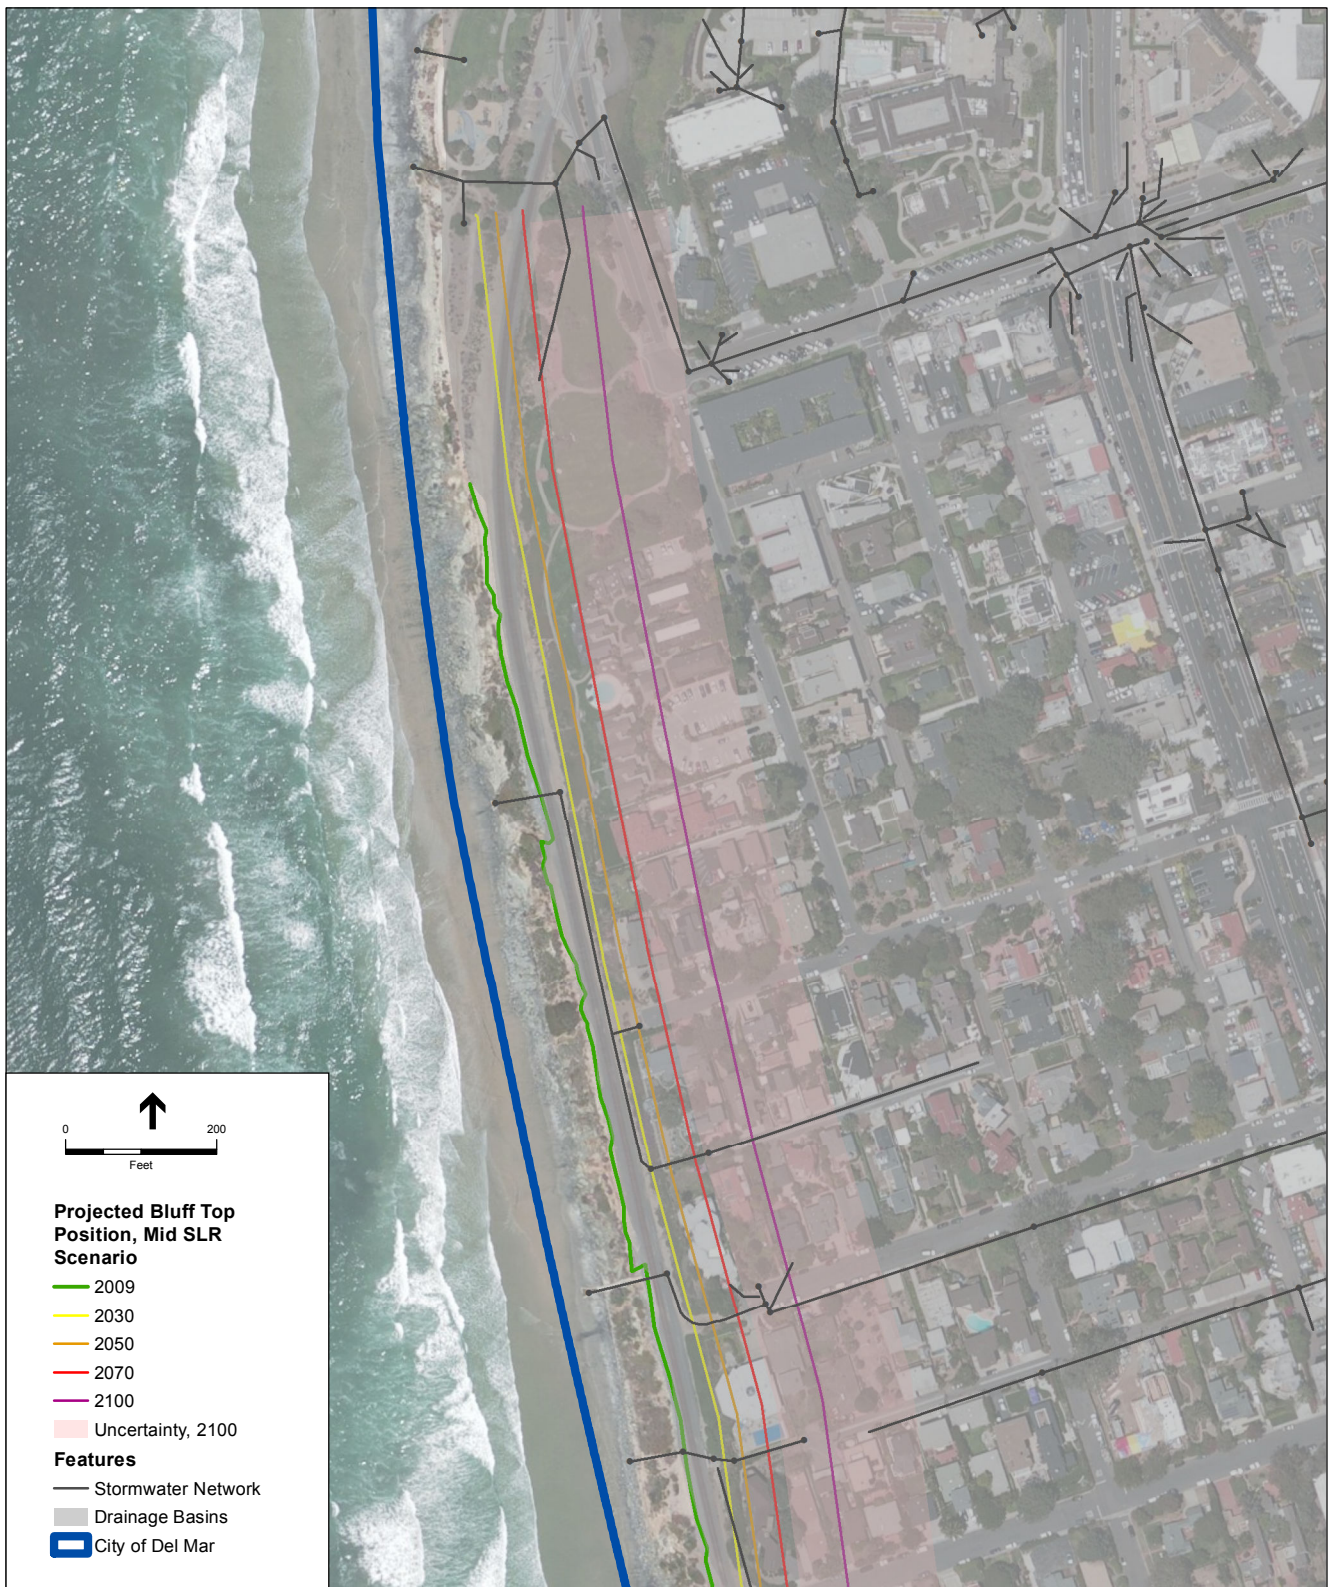 0 200
Feet
Projected Bluff Top
Position, Mid SLR
Scenario
2009
2030
2050
2070
2100
Uncertainty, 2100
Features
Stormwater Network
Drainage Basins
City of Del Mar